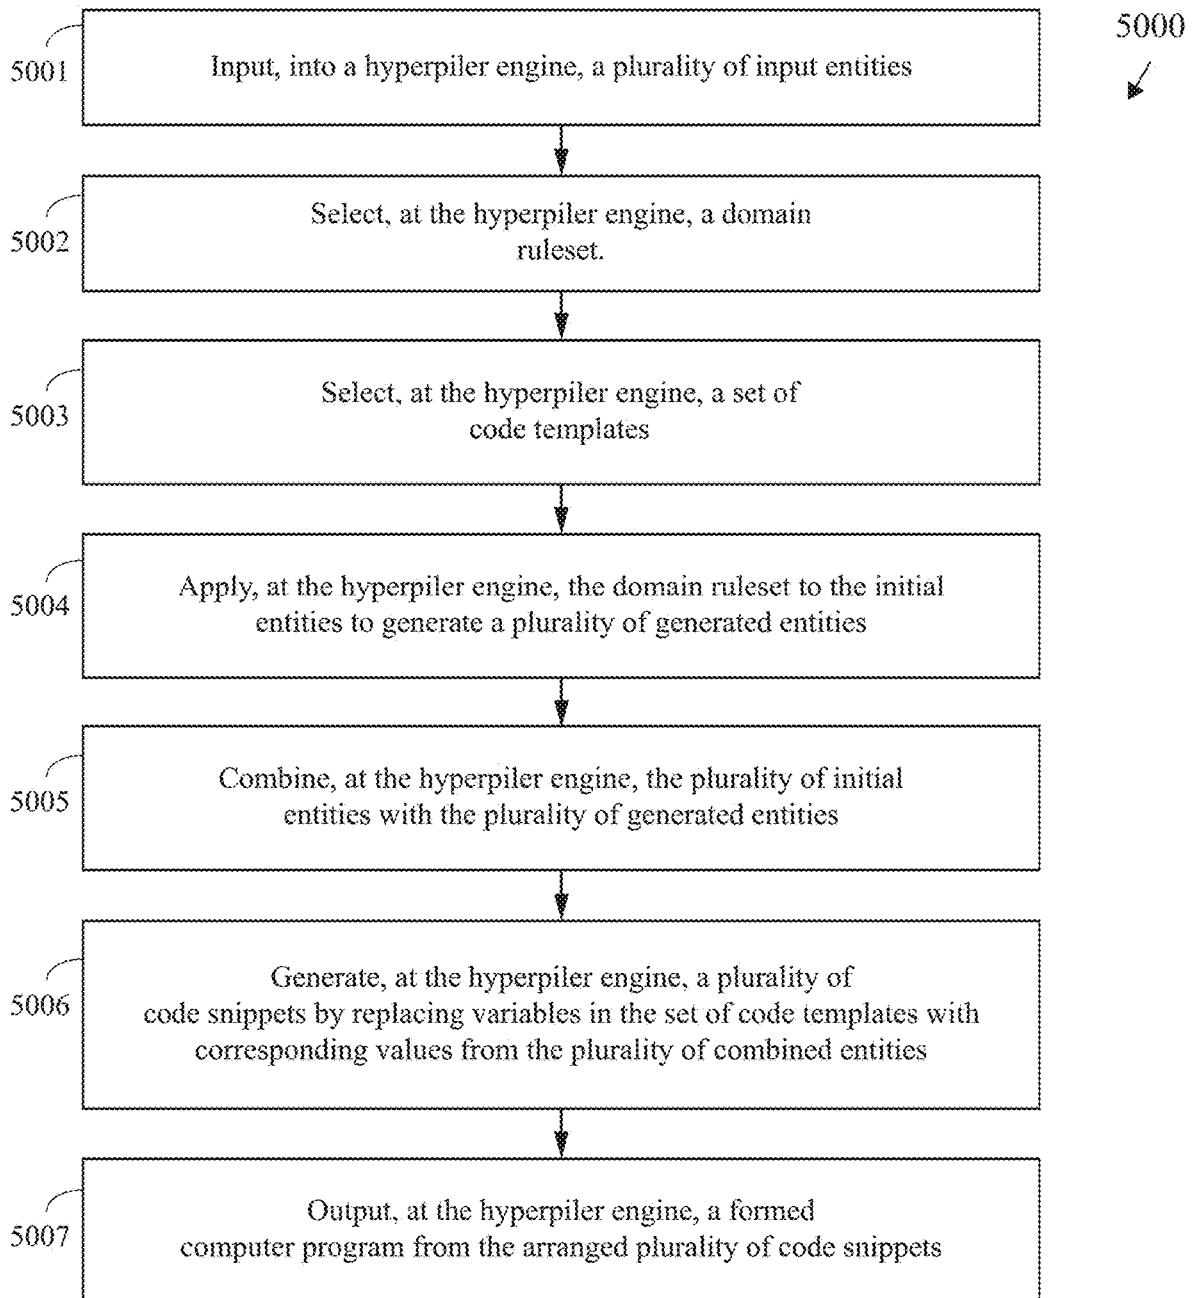 5000
5001
Input, into a hyperpiler engine, a plurality of input entities
5002
Select, at the hyperpiler engine, a domain
ruleset.
5003
Select, at the hyperpiler engine, a set of
code templates
5004
Apply, at the hyperpiler engine, the domain ruleset to the initial
entities to generate a plurality of generated entities
5005
Combine, at the hyperpiler engine, the plurality of initial
entities with the plurality of generated entities
5006
Generate, at the hyperpiler engine, a plurality of
code snippets by replacing variables in the set of code templates with
corresponding values from the plurality of combined entities
5007
Output, at the hyperpiler engine, a formed
computer program from the arranged plurality of code snippets